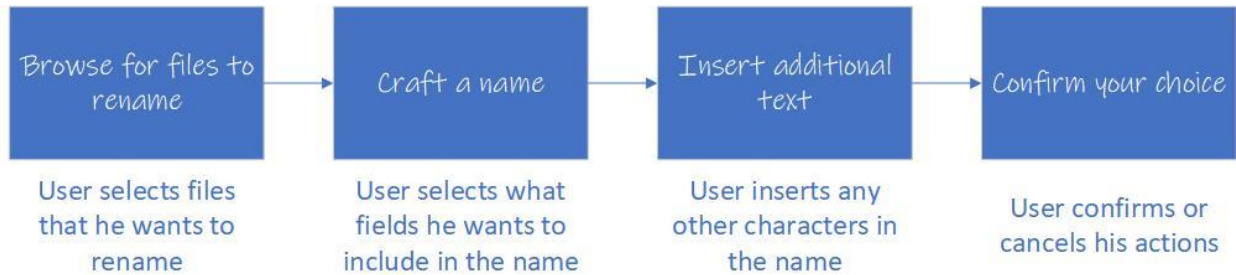 Browse for files to
rename
Craft a name
Insert additional
text
Confirm your choice
User selects files
that he wants to
rename
User selects what
fields he wants to
include in the name
User inserts any
other characters in
the name
User confirms or
cancels his actions